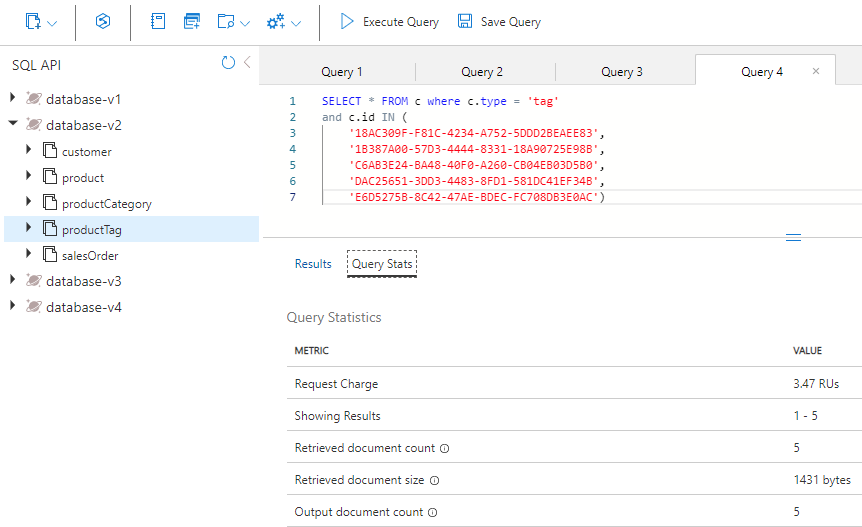 Execute Query Save Query
SQL API
database-v1
database-v2
customer
product
productCategory
productTag
salesOrder
database-v3
database-v4
Query 1 Query 2 Query 3 Query 4
1 SELECT * FROM c where c.type = 'tag'
2 and c.id IN (
3 '18AC309F-F81C-4234-A752-5DDD2BEAEE83',
4 '1B387A00-57D3-4444-8331-18A90725E98B',
5 'C6AB3E24-BA48-40F0-A260-CB04EB03D5B0',
6 'DAC25651-3DD3-4483-8FD1-581DC41EF34B',
7 'E6D5275B-8C42-47AE-BDEC-FC708DB3E0AC')
Results Query Stats
Query Statistics
METRIC VALUE
Request Charge 3.47 RUs
Showing Results 1 - 5
Retrieved document count 5
Retrieved document size 1431 bytes
Output document count 5